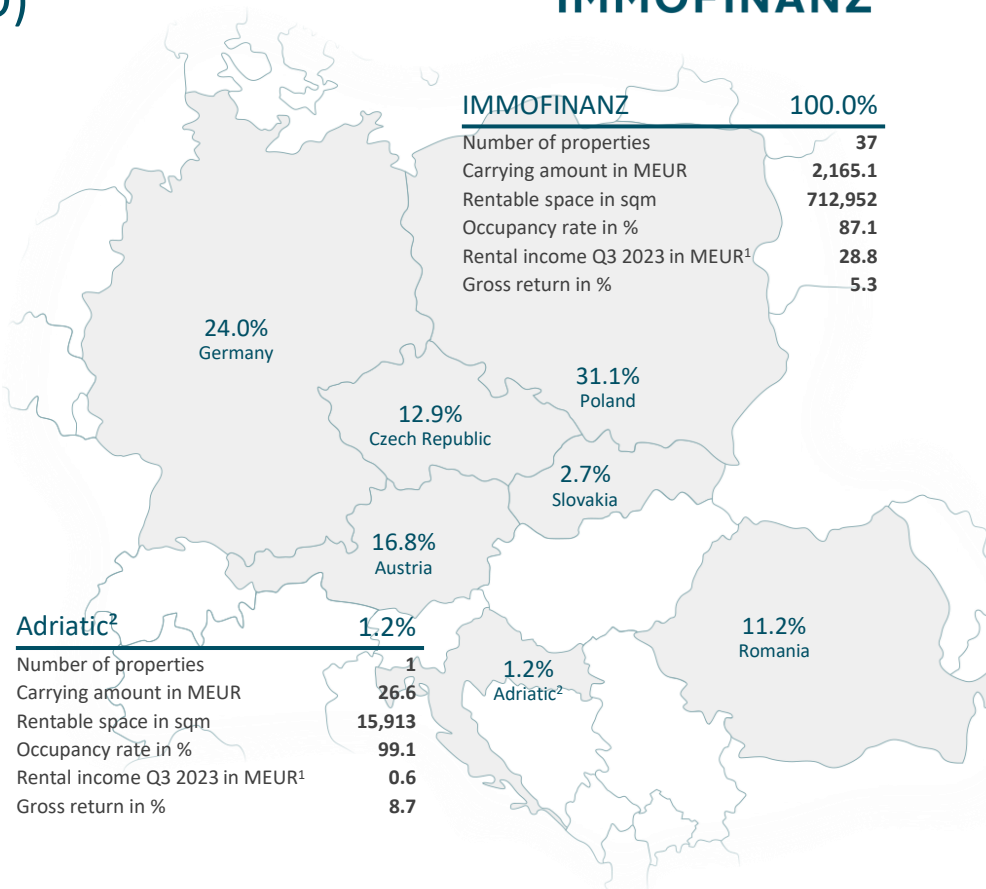 IMMOFINANZ
IMMOFINANZ 100.0%
Number of properties 37
Carrying amount in MEUR 2,165.1
Rentable space in sqm 712,952
Occupancy rate in % 87.1
Rental income Q3 2023 in MEUR¹ 28.8
Gross return in % 5.3
24.0%
Germany
31.1%
Poland
12.9%
Czech Republic
2.7%
Slovakia
16.8%
Austria
11.2%
Romania
1.2%
Adriatic²
Adriatic² 1.2%
Number of properties 1
Carrying amount in MEUR 26.6
Rentable space in sqm 15,913
Occupancy rate in % 99.1
Rental income Q3 2023 in MEUR¹ 0.6
Gross return in % 8.7